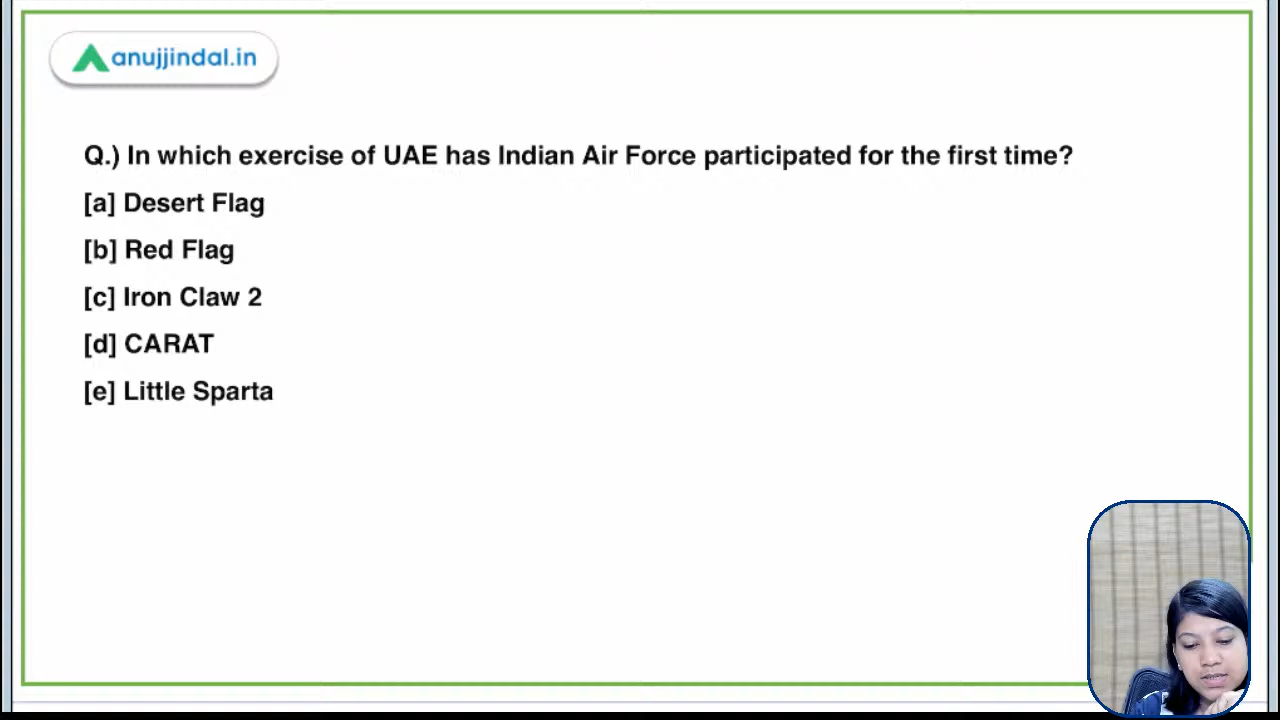 anujjindal.in
Q.) In which exercise of UAE has Indian Air Force participated for the first time?
[a] Desert Flag
[b] Red Flag
[c] Iron Claw 2
[d] CARAT
[e] Little Sparta